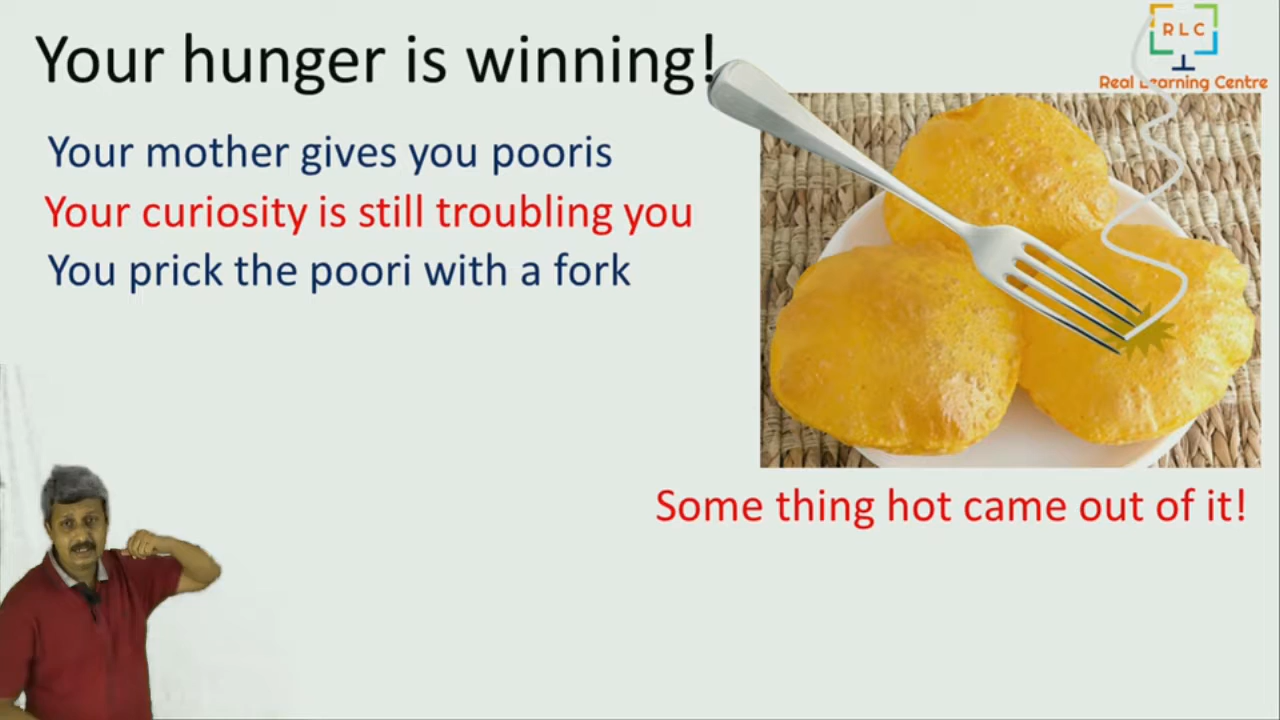 Your hunger is winning!
RLC
Real Learning Centre
Your mother gives you pooris
Your curiosity is still troubling you
You prick the poori with a fork
Some thing hot came out of it!